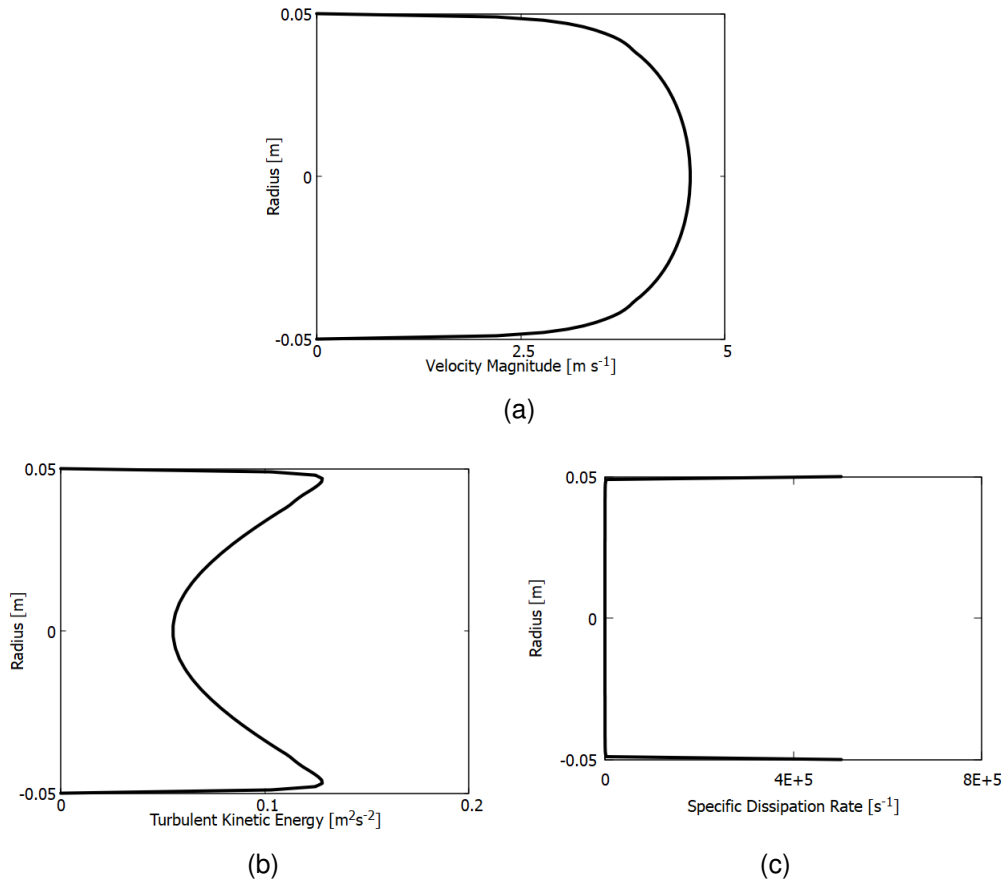 0.05
Radius [m]
0
-0.05
0 2.5 5
Velocity Magnitude [m s⁻¹]
(a)
0.05
Radius [m]
0
-0.05
0 0.1 0.2
Turbulent Kinetic Energy [m²s⁻²]
(b)
0.05
Radius [m]
0
-0.05
0 4E+5 8E+5
Specific Dissipation Rate [s⁻¹]
(c)